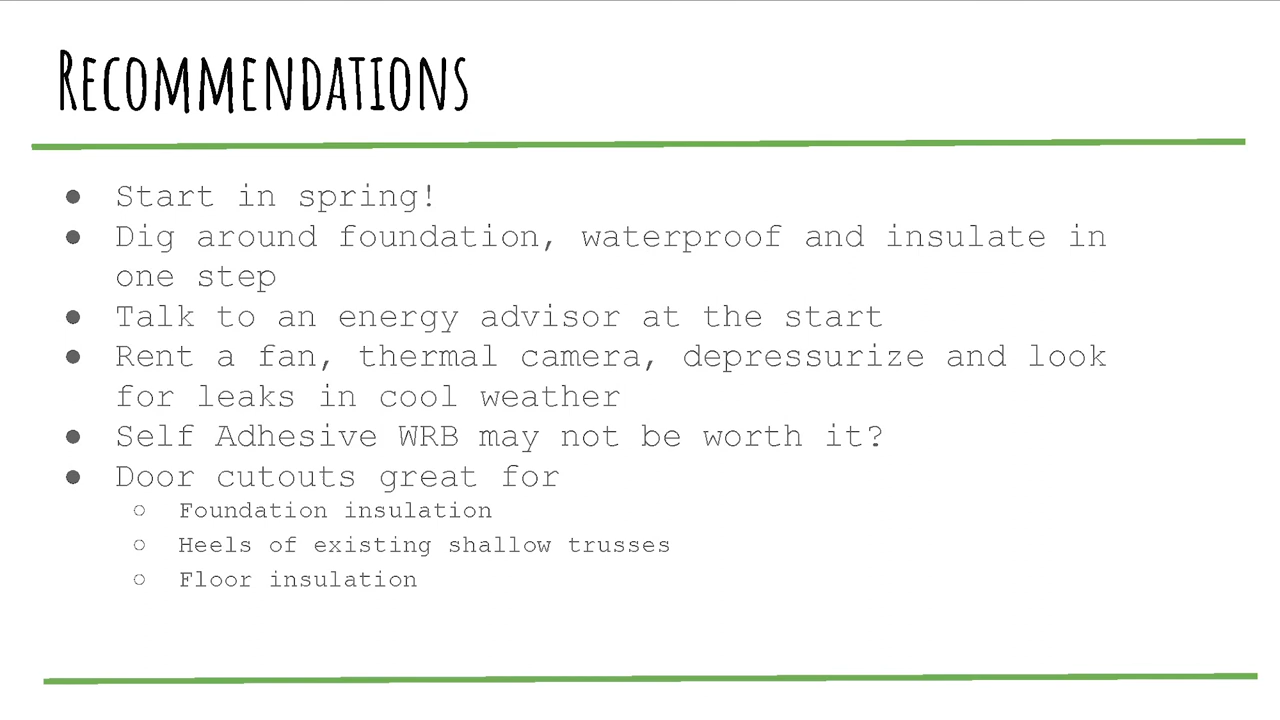 Recommendations
● Start in spring!
● Dig around foundation, waterproof and insulate in
one step
● Talk to an energy advisor at the start
● Rent a fan, thermal camera, depressurize and look
for leaks in cool weather
● Self Adhesive WRB may not be worth it?
● Door cutouts great for
○ Foundation insulation
○ Heels of existing shallow trusses
○ Floor insulation